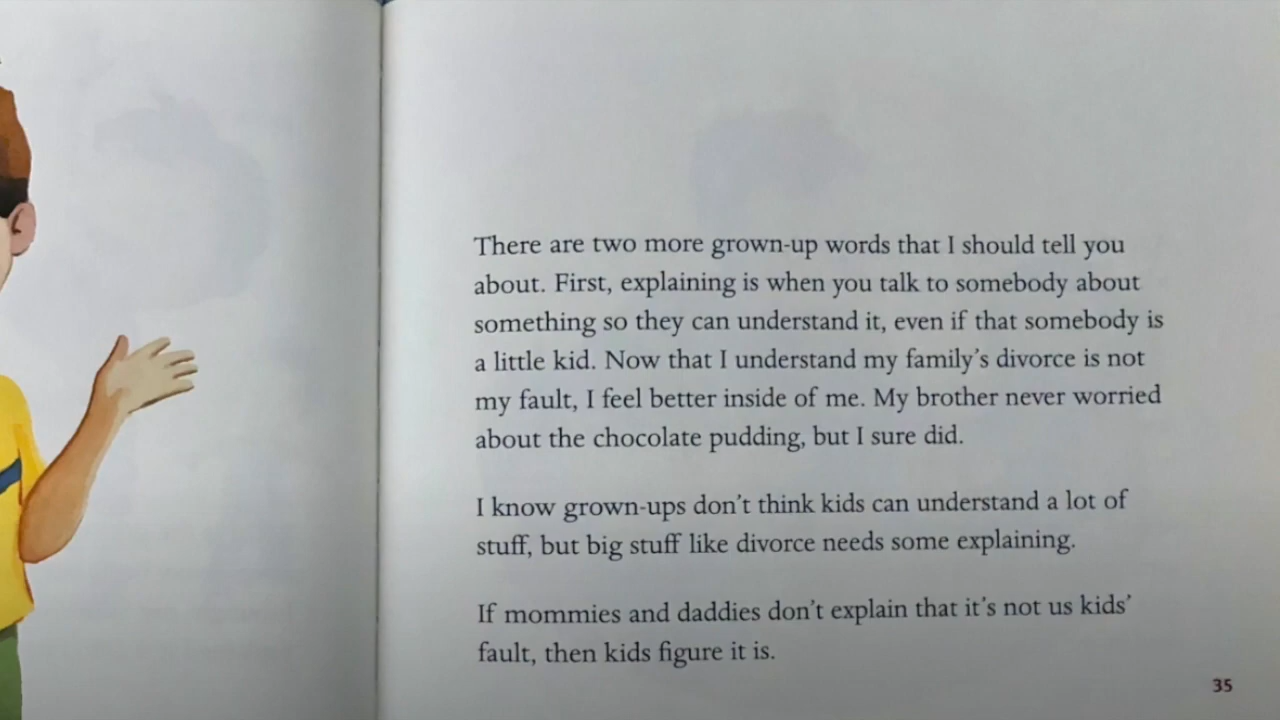 There are two more grown-up words that I should tell you
about. First, explaining is when you talk to somebody about
something so they can understand it, even if that somebody is
a little kid. Now that I understand my family’s divorce is not
my fault, I feel better inside of me. My brother never worried
about the chocolate pudding, but I sure did.
I know grown-ups don’t think kids can understand a lot of
stuff, but big stuff like divorce needs some explaining.
If mommies and daddies don’t explain that it’s not us kids’
fault, then kids figure it is.
35